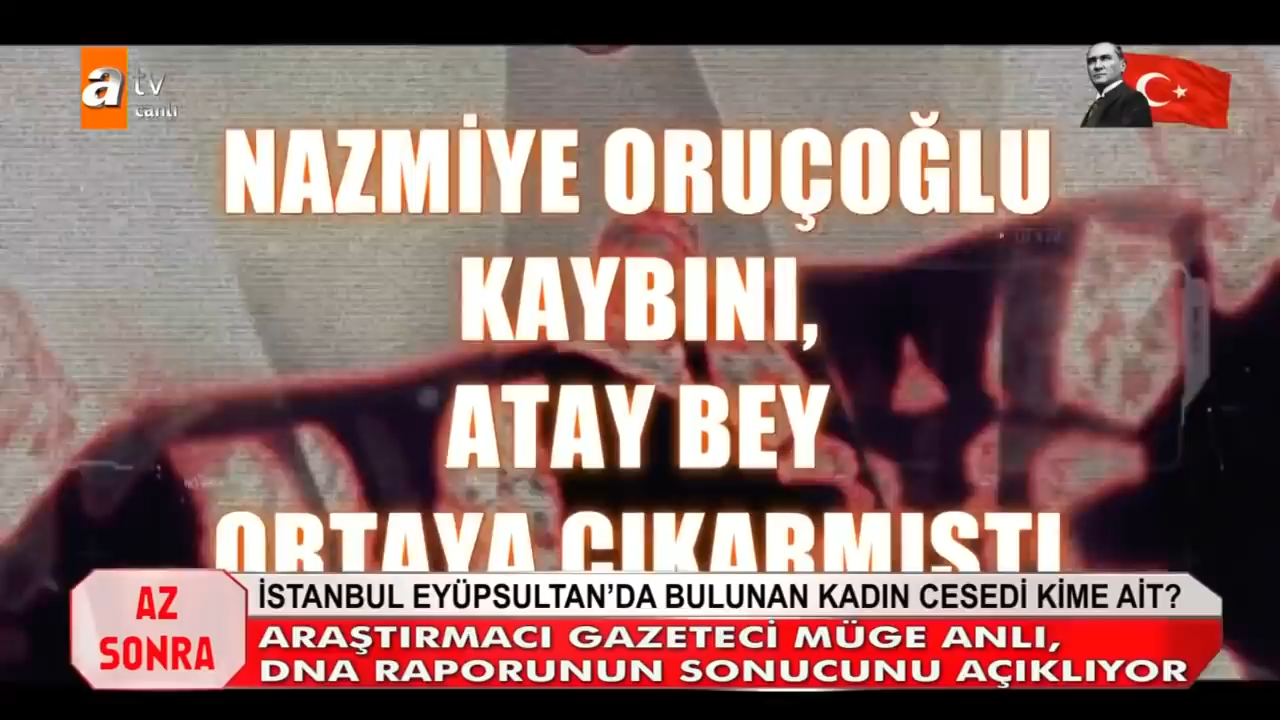 a tv
canlı
NAZMİYE ORUÇOĞLU
KAYBINI,
ATAY BEY
ORTAYA ÇIKARMIŞTI
AZ
SONRA
İSTANBUL EYÜPSULTAN’DA BULUNAN KADIN CESEDİ KİME AİT?
ARAŞTIRMACI GAZETECİ MÜGE ANLI,
DNA RAPORUNUN SONUCUNU AÇIKLIYOR